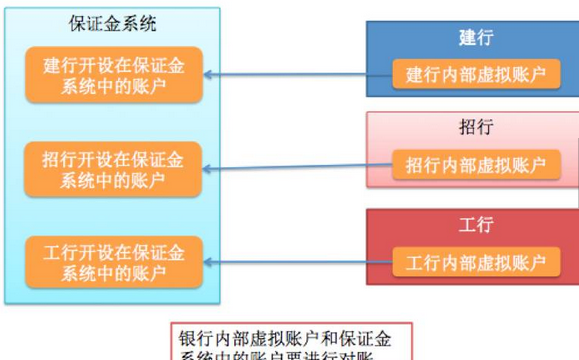 保证金系统
建行开设在保证金
系统中的账户
招行开设在保证金
系统中的账户
工行开设在保证金
系统中的账户
建行
建行内部虚拟账户
招行
招行内部虚拟账户
工行
工行内部虚拟账户
银行内部虚拟账户和保证金
系统中的账户要进行对账